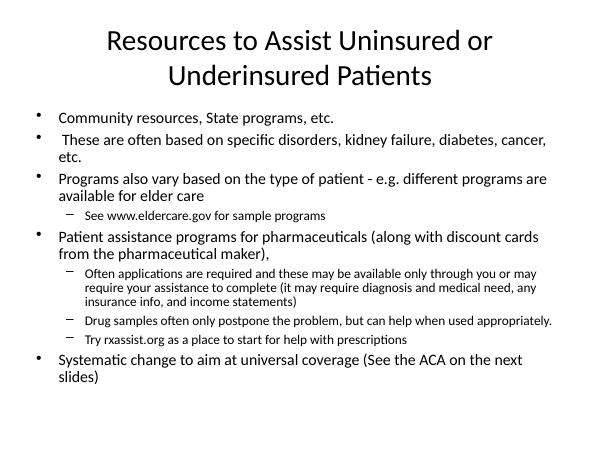 Resources to Assist Uninsured or
Underinsured Patients
• Community resources, State programs, etc.
• These are often based on specific disorders, kidney failure, diabetes, cancer,
etc.
• Programs also vary based on the type of patient - e.g. different programs are
available for elder care
– See www.eldercare.gov for sample programs
• Patient assistance programs for pharmaceuticals (along with discount cards
from the pharmaceutical maker),
– Often applications are required and these may be available only through you or may
require your assistance to complete (it may require diagnosis and medical need, any
insurance info, and income statements)
– Drug samples often only postpone the problem, but can help when used appropriately.
– Try rxassist.org as a place to start for help with prescriptions
• Systematic change to aim at universal coverage (See the ACA on the next
slides)